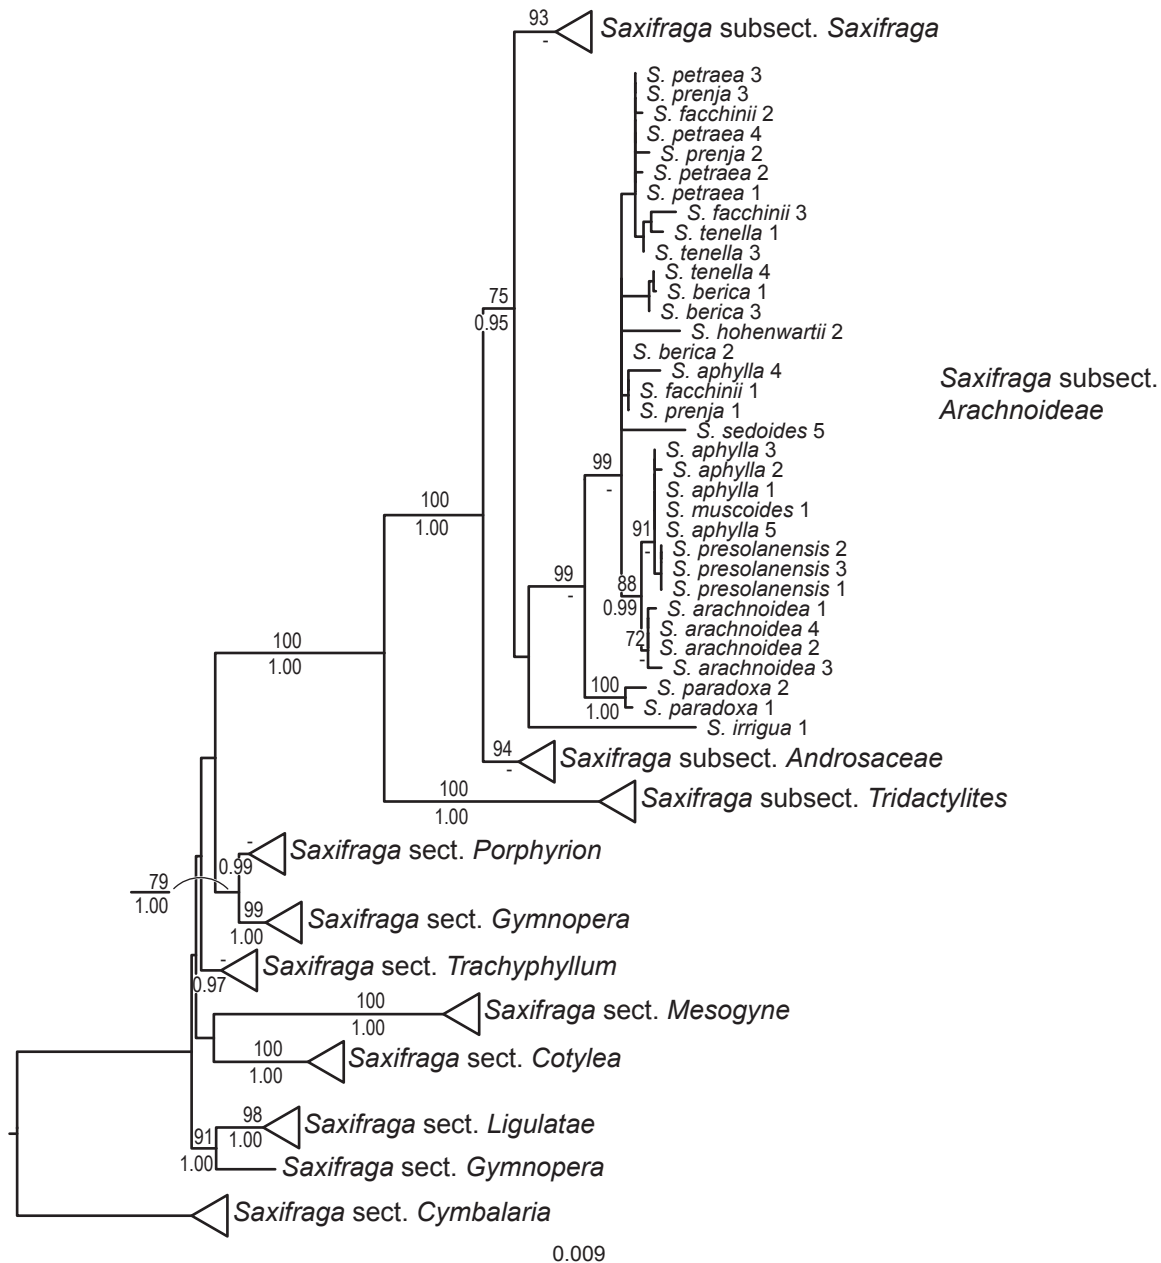 93
Saxifraga subsect. Saxifraga
-
S. petraea 3
S. prenja 3
S. facchinii 2
S. petraea 4
S. prenja 2
S. petraea 2
S. petraea 1
S. facchinii 3
S. tenella 1
S. tenella 3
S. tenella 4
S. berica 1
75
S. berica 3
0.95
S. hohenwartii 2
S. berica 2
S. aphylla 4
Saxifraga subsect.
Arachnoideae
S. facchinii 1
S. prenja 1
S. sedoides 5
S. aphylla 3
99
-
S. aphylla 2
S. aphylla 1
100
1.00
S. muscoides 1
S. aphylla 5
91
-
S. presolanensis 2
S. presolanensis 3
99
-
88
0.99
S. presolanensis 1
S. arachnoidea 1
S. arachnoidea 4
72
-
S. arachnoidea 2
100
1.00
S. arachnoidea 3
100
1.00
S. paradoxa 2
S. paradoxa 1
S. irrigua 1
94
-
Saxifraga subsect. Androsaceae
100
1.00
Saxifraga subsect. Tridactylites
-
0.99
Saxifraga sect. Porphyrion
79
1.00
99
1.00
Saxifraga sect. Gymnopera
-
0.97
Saxifraga sect. Trachyphyllum
100
1.00
Saxifraga sect. Mesogyne
100
1.00
Saxifraga sect. Cotylea
98
1.00
Saxifraga sect. Ligulatae
91
1.00
Saxifraga sect. Gymnopera
Saxifraga sect. Cymbalaria
0.009